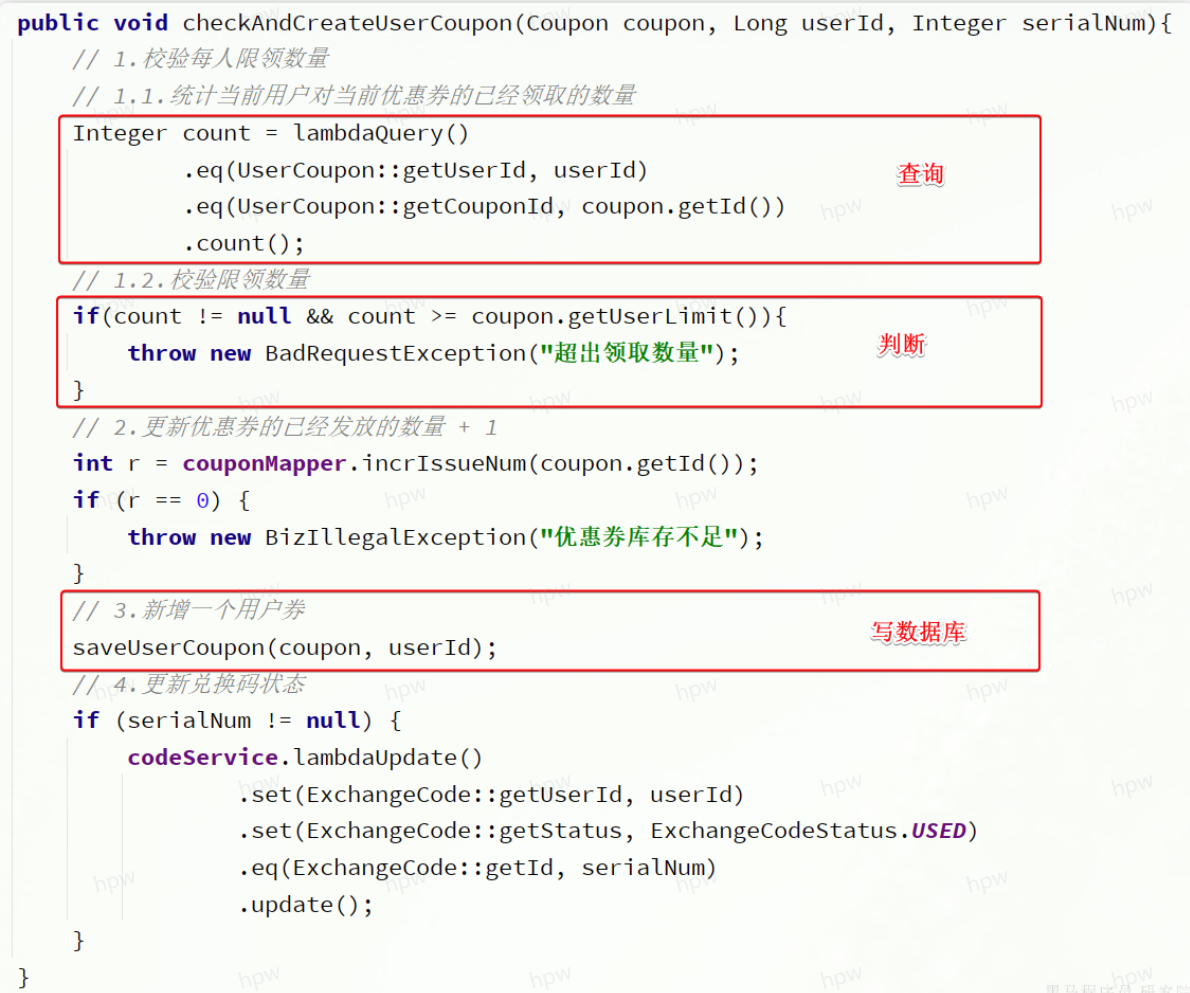 public void checkAndCreateUserCoupon(Coupon coupon, Long userId, Integer serialNum){
// 1.校验每人限领数量
// 1.1.统计当前用户对当前优惠券的已经领取的数量
Integer count = lambdaQuery()
.eq(UserCoupon::getUserId, userId)
查询
.eq(UserCoupon::getCouponId, coupon.getId())
.count();
// 1.2.校验限领数量
if(count != null && count >= coupon.getUserLimit()){
throw new BadRequestException("超出领取数量");
判断
}
// 2.更新优惠券的已经发放的数量 + 1
int r = couponMapper.incrIssueNum(coupon.getId());
if (r == 0) {
throw new BizIllegalException("优惠券库存不足");
}
// 3.新增一个用户券
写数据库
saveUserCoupon(coupon, userId);
// 4.更新兑换码状态
if (serialNum != null) {
codeService.lambdaUpdate()
.set(ExchangeCode::getUserId, userId)
.set(ExchangeCode::getStatus, ExchangeCodeStatus.USED)
.eq(ExchangeCode::getId, serialNum)
.update();
}
}
hpw